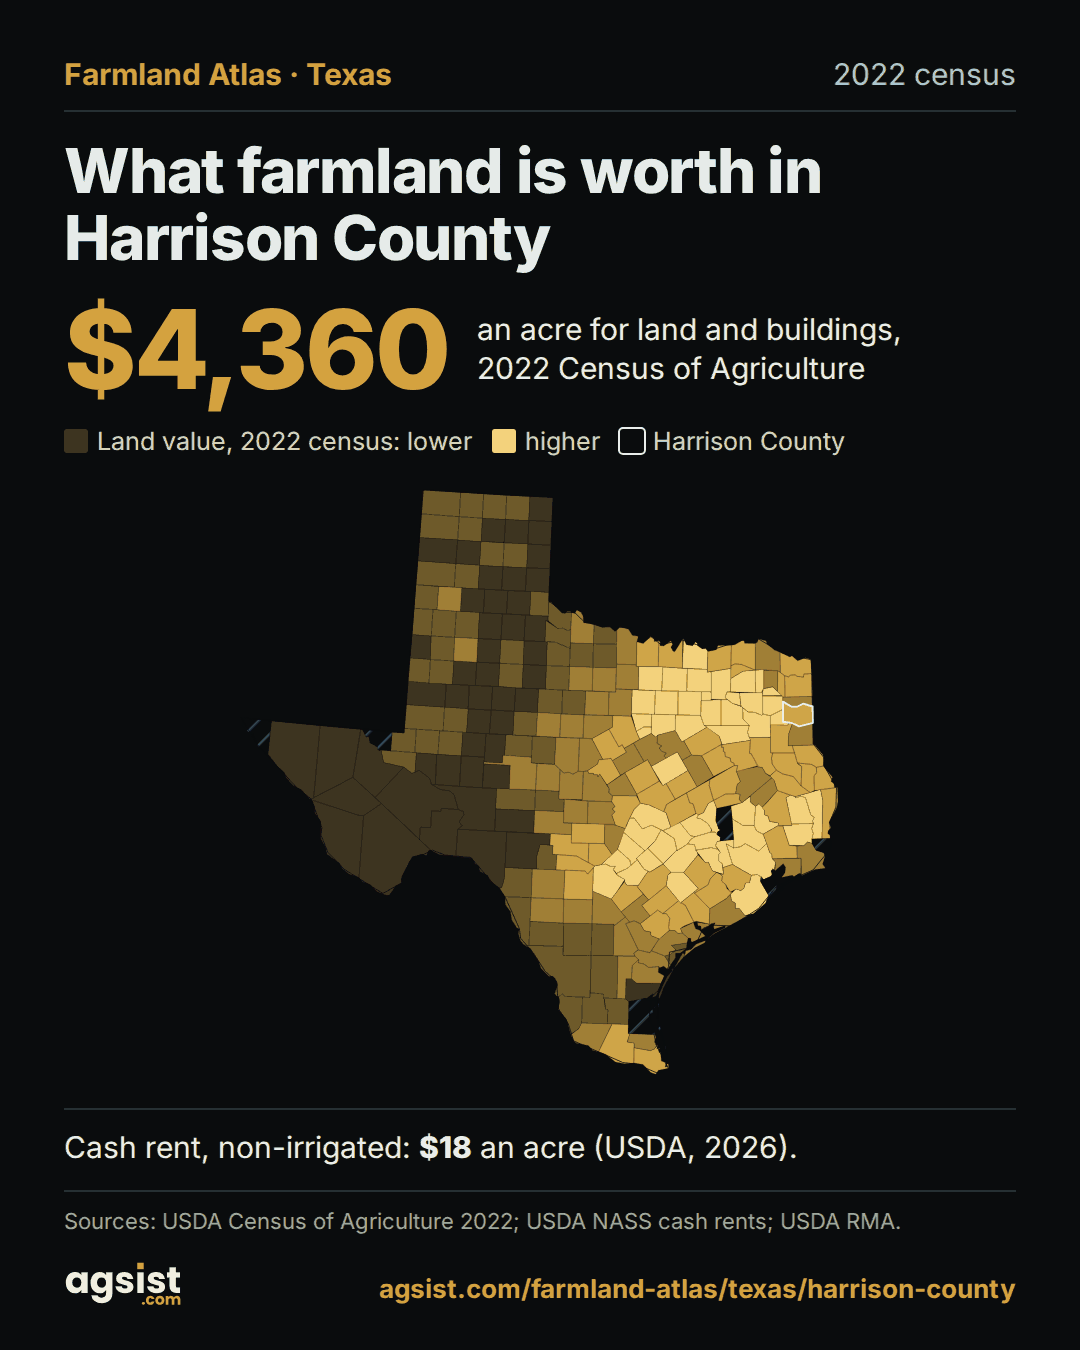 Farmland Atlas · Texas
2022 census
What farmland is worth in
Harrison County
$4,360
an acre for land and buildings,
2022 Census of Agriculture
Land value, 2022 census: lower
higher
Harrison County
Cash rent, non-irrigated: $18 an acre (USDA, 2026).
Sources: USDA Census of Agriculture 2022; USDA NASS cash rents; USDA RMA.
agsist
.com
agsist.com/farmland-atlas/texas/harrison-county